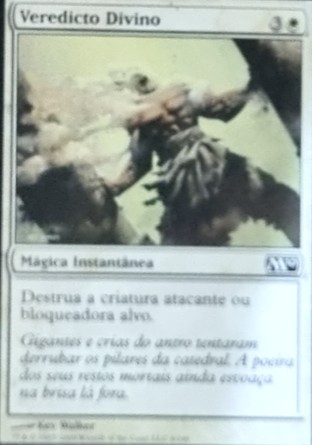 Veredicto Divino 3
Mágica Instantânea
Destrua a criatura atacante ou
bloqueadora alvo.
Gigantes e crias do antro tentaram
derrubar os pilares da catedral. A poeira
dos seus restos mortais ainda esvoaça
na brisa lá fora.
Kev Walker